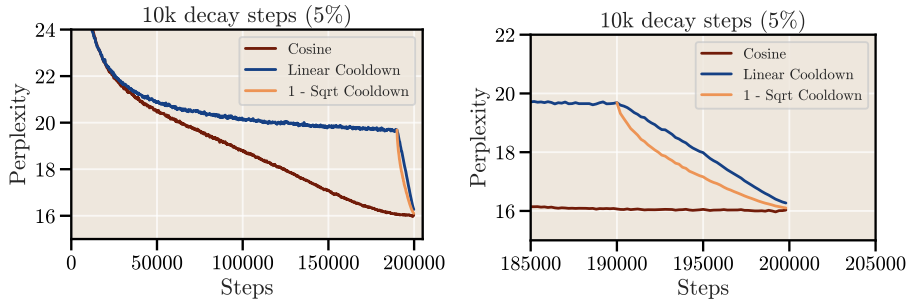 10k decay steps (5%)
24
22
20
18
16
Perplexity
Cosine
Linear Cooldown
1 - Sqrt Cooldown
0
50000
100000
150000
200000
Steps
10k decay steps (5%)
22
20
18
16
Perplexity
Cosine
Linear Cooldown
1 - Sqrt Cooldown
185000
190000
195000
200000
205000
Steps